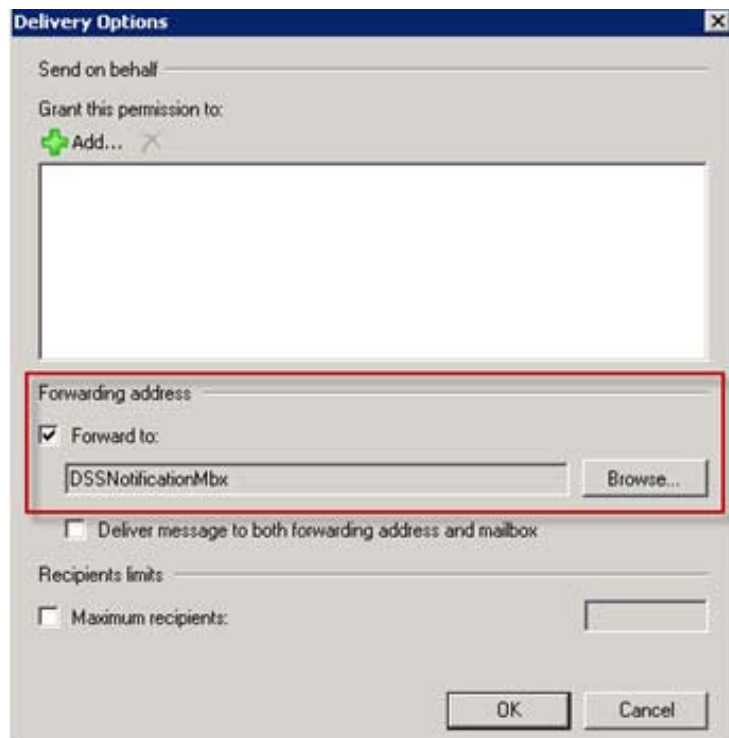 Delivery Options
Send on behalf
Grant this permission to:
Add...
Forwarding address
Forward to:
DSSNotificationMbx
Browse...
Deliver message to both forwarding address and mailbox
Recipients limits
Maximum recipients:
OK
Cancel